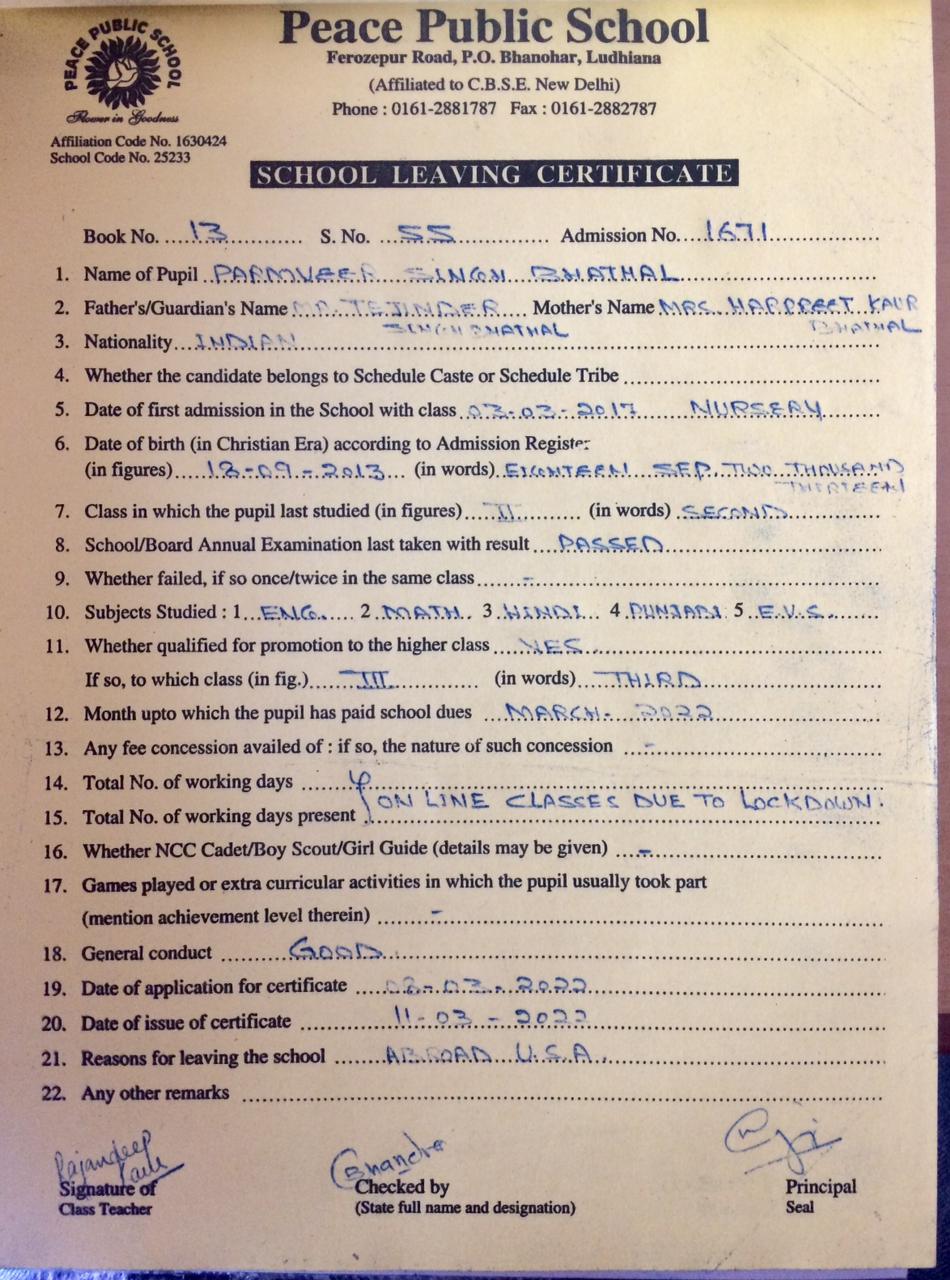 PEACE PUBLIC SCHOOL
Flower in Goodness
Affiliation Code No. 1630424
School Code No. 25233
Peace Public School
Ferozepur Road, P.O. Bhanohar, Ludhiana
(Affiliated to C.B.S.E. New Delhi)
Phone : 0161-2881787 Fax : 0161-2882787
SCHOOL LEAVING CERTIFICATE
Book No. 13 S. No. 55 Admission No. 1671
1. Name of Pupil PARMVEER SINGH BHATHAL
2. Father's/Guardian's Name MR. TEJINDER Mother's Name MRS. HARPREET KAUR
SINGH BHATHAL BHATHAL
3. Nationality INDIAN
4. Whether the candidate belongs to Schedule Caste or Schedule Tribe
5. Date of first admission in the School with class 03-03-2017 NURSERY
6. Date of birth (in Christian Era) according to Admission Register
(in figures) 18-09-2013 (in words) EIGHTEEN SEP. TWO THOUSAND
THIRTEEN
7. Class in which the pupil last studied (in figures) II (in words) SECOND
8. School/Board Annual Examination last taken with result PASSED
9. Whether failed, if so once/twice in the same class -
10. Subjects Studied : 1 ENG. 2 MATH. 3 HINDI 4 PUNJABI 5 E.V.S.
11. Whether qualified for promotion to the higher class YES
If so, to which class (in fig.) III (in words) THIRD
12. Month upto which the pupil has paid school dues MARCH- 2022
13. Any fee concession availed of : if so, the nature of such concession -
14. Total No. of working days
ON LINE CLASSES DUE TO LOCKDOWN.
15. Total No. of working days present
16. Whether NCC Cadet/Boy Scout/Girl Guide (details may be given) -
17. Games played or extra curricular activities in which the pupil usually took part
(mention achievement level therein) -
18. General conduct GOOD
19. Date of application for certificate 08-03-2022
20. Date of issue of certificate 11-03-2022
21. Reasons for leaving the school ABROAD U.S.A.
22. Any other remarks
Rajandeep
Signature of Checked by Principal
Class Teacher (State full name and designation) Seal